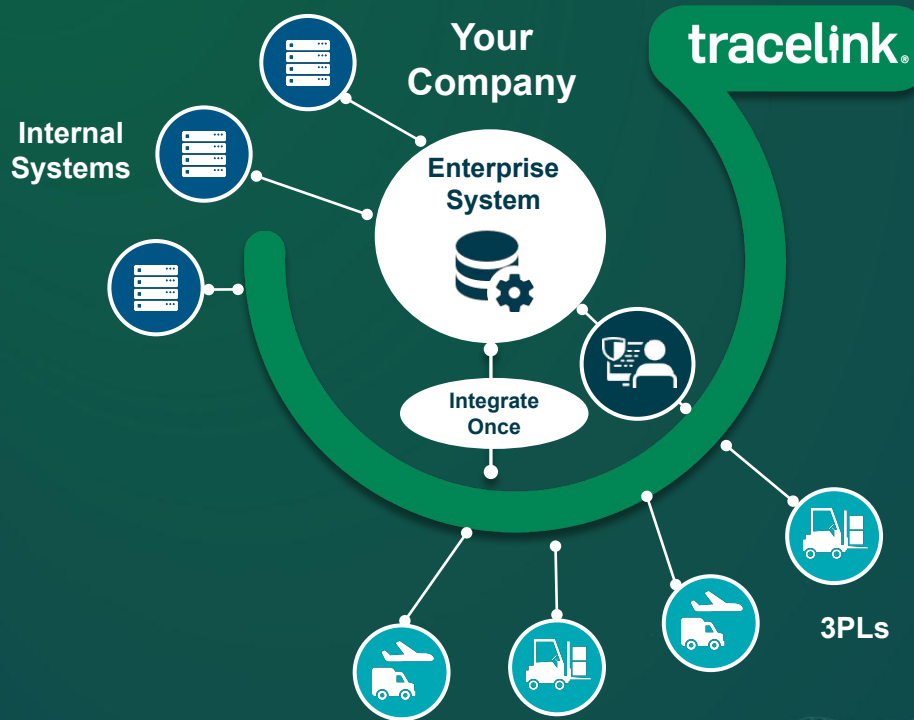 Your
Company
tracelink®
Internal
Systems
Enterprise
System
Integrate
Once
3PLs